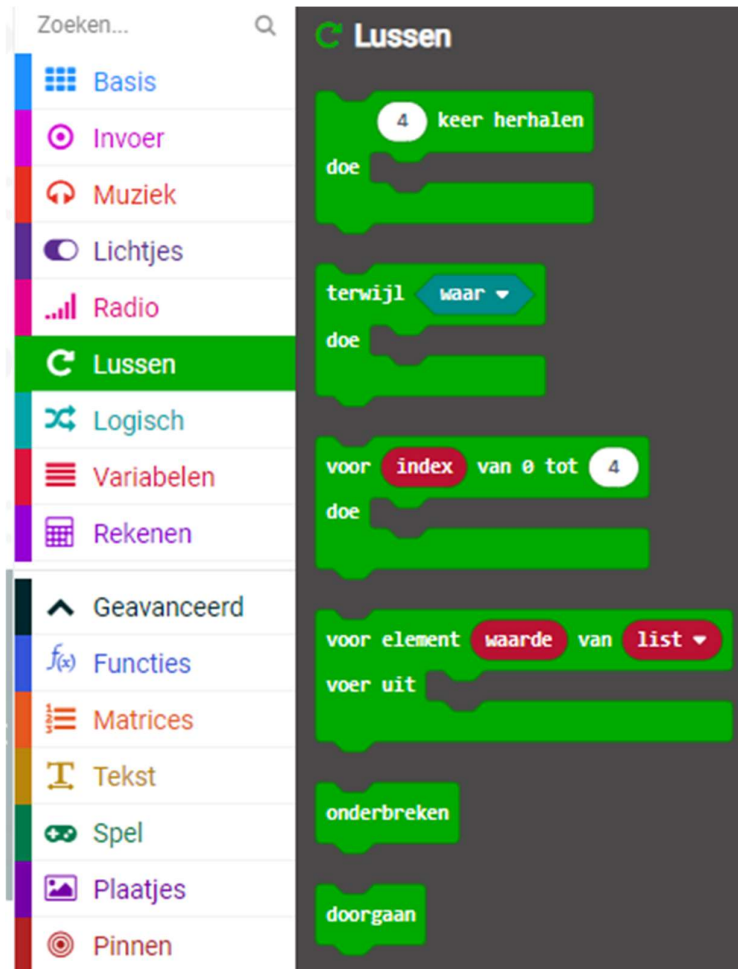 Zoeken...
Basis
Invoer
Muziek
Lichtjes
Radio
Lussen
Logisch
Variabelen
Rekenen
Geavanceerd
f(x) Functies
Matrices
Tekst
Spel
Plaatjes
Pinnen
Lussen
4 keer herhalen
doe
terwijl waar
doe
voor index van 0 tot 4
doe
voor element waarde van list
voer uit
onderbreken
doorgaan